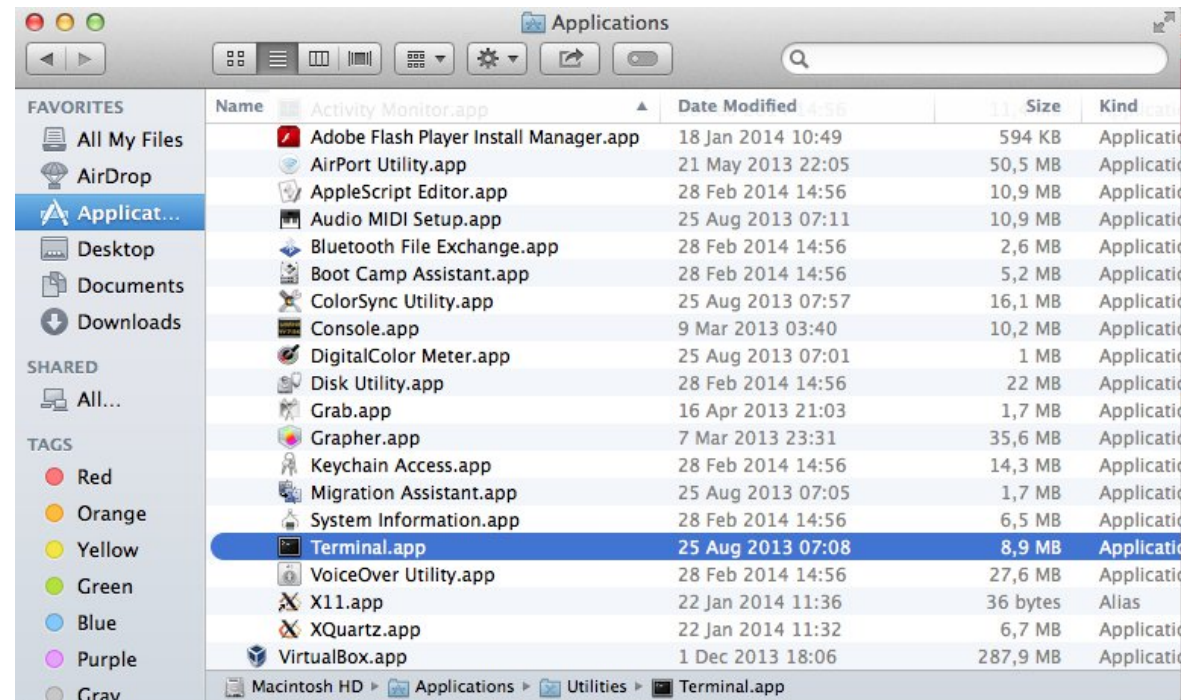 Applications
FAVORITES
All My Files
AirDrop
Applicat...
Desktop
Documents
Downloads
SHARED
All...
TAGS
Red
Orange
Yellow
Green
Blue
Purple
Gray
Name Date Modified Size Kind
Activity Monitor.app 14:56
Adobe Flash Player Install Manager.app 18 Jan 2014 10:49 594 KB Applicatio
AirPort Utility.app 21 May 2013 22:05 50,5 MB Applicatio
AppleScript Editor.app 28 Feb 2014 14:56 10,9 MB Applicatio
Audio MIDI Setup.app 25 Aug 2013 07:11 10,9 MB Applicatio
Bluetooth File Exchange.app 28 Feb 2014 14:56 2,6 MB Applicatio
Boot Camp Assistant.app 28 Feb 2014 14:56 5,2 MB Applicatio
ColorSync Utility.app 25 Aug 2013 07:57 16,1 MB Applicatio
Console.app 9 Mar 2013 03:40 10,2 MB Applicatio
DigitalColor Meter.app 25 Aug 2013 07:01 1 MB Applicatio
Disk Utility.app 28 Feb 2014 14:56 22 MB Applicatio
Grab.app 16 Apr 2013 21:03 1,7 MB Applicatio
Grapher.app 7 Mar 2013 23:31 35,6 MB Applicatio
Keychain Access.app 28 Feb 2014 14:56 14,3 MB Applicatio
Migration Assistant.app 25 Aug 2013 07:05 1,7 MB Applicatio
System Information.app 28 Feb 2014 14:56 6,5 MB Applicatio
Terminal.app 25 Aug 2013 07:08 8,9 MB Applicatio
VoiceOver Utility.app 28 Feb 2014 14:56 27,6 MB Applicatio
X11.app 22 Jan 2014 11:36 36 bytes Alias
XQuartz.app 22 Jan 2014 11:32 6,7 MB Applicatio
VirtualBox.app 1 Dec 2013 18:06 287,9 MB Applicatio
Macintosh HD ▸ Applications ▸ Utilities ▸ Terminal.app